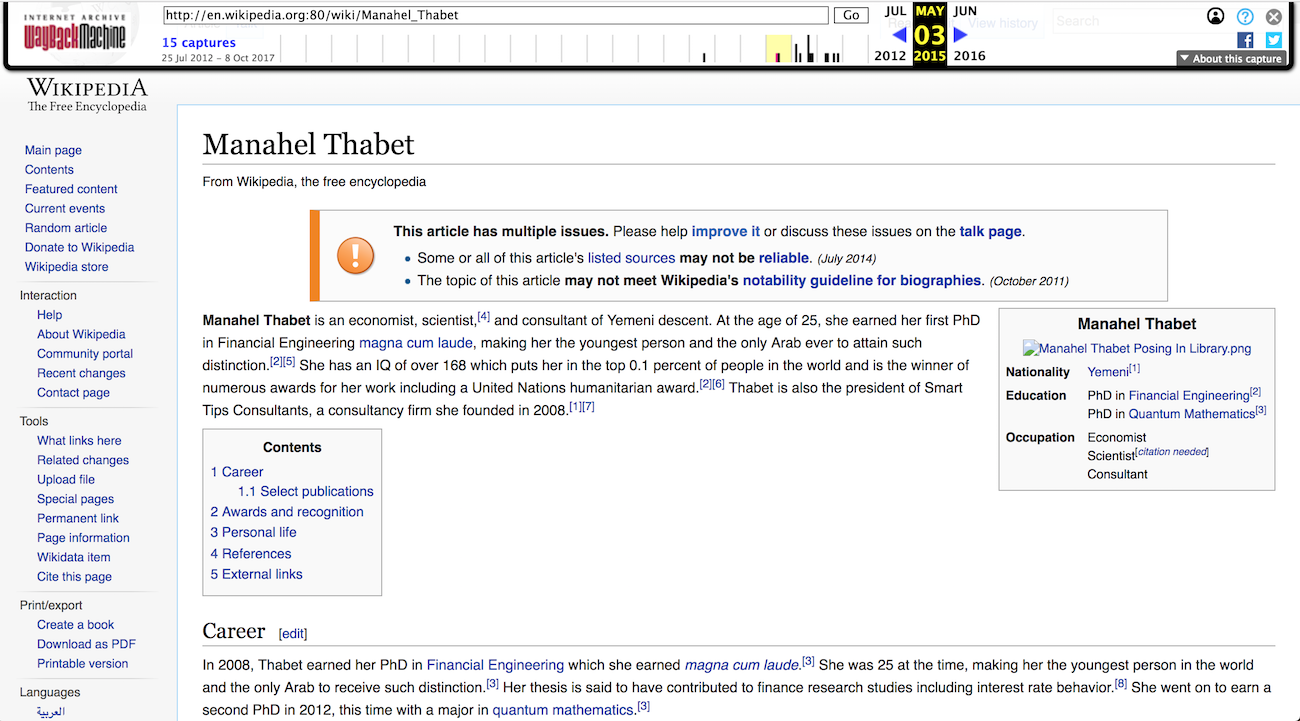 INTERNET ARCHIVE
WayBackMachine
http://en.wikipedia.org:80/wiki/Manahel_Thabet
Go
JUL MAY JUN
03
2012 2015 2016
15 captures
25 Jul 2012 – 8 Oct 2017
View history
Search
About this capture
WIKIPEDIA
The Free Encyclopedia
Main page
Contents
Featured content
Current events
Random article
Donate to Wikipedia
Wikipedia store
Interaction
Help
About Wikipedia
Community portal
Recent changes
Contact page
Tools
What links here
Related changes
Upload file
Special pages
Permanent link
Page information
Wikidata item
Cite this page
Print/export
Create a book
Download as PDF
Printable version
Languages
العربية
Manahel Thabet
From Wikipedia, the free encyclopedia
This article has multiple issues. Please help improve it or discuss these issues on the talk page.
• Some or all of this article's listed sources may not be reliable. (July 2014)
• The topic of this article may not meet Wikipedia's notability guideline for biographies. (October 2011)
Manahel Thabet is an economist, scientist,[4] and consultant of Yemeni descent. At the age of 25, she earned her first PhD
in Financial Engineering magna cum laude, making her the youngest person and the only Arab ever to attain such
distinction.[2][5] She has an IQ of over 168 which puts her in the top 0.1 percent of people in the world and is the winner of
numerous awards for her work including a United Nations humanitarian award.[2][6] Thabet is also the president of Smart
Tips Consultants, a consultancy firm she founded in 2008.[1][7]
Manahel Thabet
Manahel Thabet Posing In Library.png
Nationality Yemeni[1]
Education PhD in Financial Engineering[2]
PhD in Quantum Mathematics[3]
Occupation Economist
Scientist[citation needed]
Consultant
Contents
1 Career
1.1 Select publications
2 Awards and recognition
3 Personal life
4 References
5 External links
Career [edit]
In 2008, Thabet earned her PhD in Financial Engineering which she earned magna cum laude.[3] She was 25 at the time, making her the youngest person in the world
and the only Arab to receive such distinction.[3] Her thesis is said to have contributed to finance research studies including interest rate behavior.[8] She went on to earn a
second PhD in 2012, this time with a major in quantum mathematics.[3]